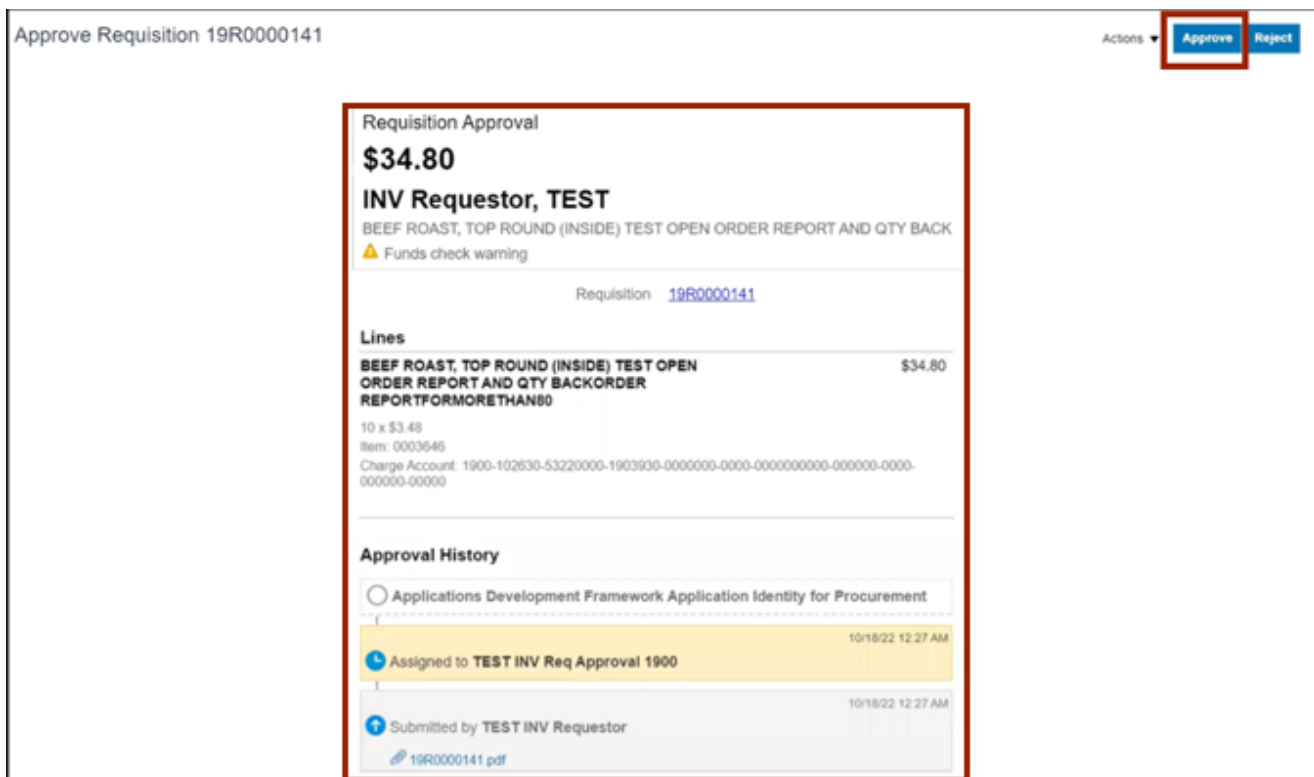 Approve Requisition 19R0000141
Actions Approve Reject
Requisition Approval
$34.80
INV Requestor, TEST
BEEF ROAST, TOP ROUND (INSIDE) TEST OPEN ORDER REPORT AND QTY BACK
Funds check warning
Requisition 19R0000141
Lines
BEEF ROAST, TOP ROUND (INSIDE) TEST OPEN $34.80
ORDER REPORT AND QTY BACKORDER
REPORTFORMORETHAN80
10 x $3.48
Item: 0003646
Charge Account: 1900-102630-53220000-1903930-0000000-0000-0000000000-000000-0000-
000000-00000
Approval History
Applications Development Framework Application Identity for Procurement
10/18/22 12:27 AM
Assigned to TEST INV Req Approval 1900
10/18/22 12:27 AM
Submitted by TEST INV Requestor
19R0000141.pdf